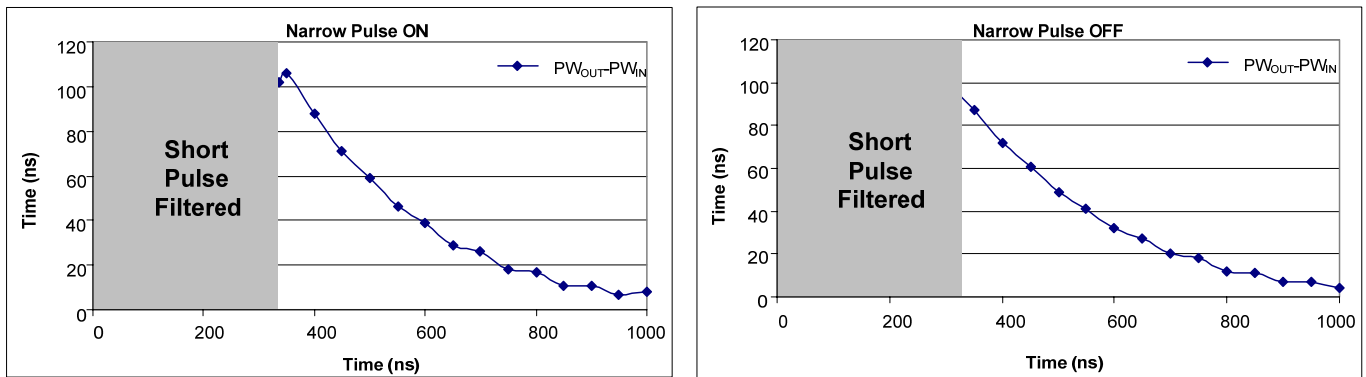 Narrow Pulse ON
120
100
80
60
40
20
0
Time (ns)
Short
Pulse
Filtered
PWOUT-PWIN
0 200 400 600 800 1000
Time (ns)
Narrow Pulse OFF
120
100
80
60
40
20
0
Time (ns)
Short
Pulse
Filtered
PWOUT-PWIN
0 200 400 600 800 1000
Time (ns)